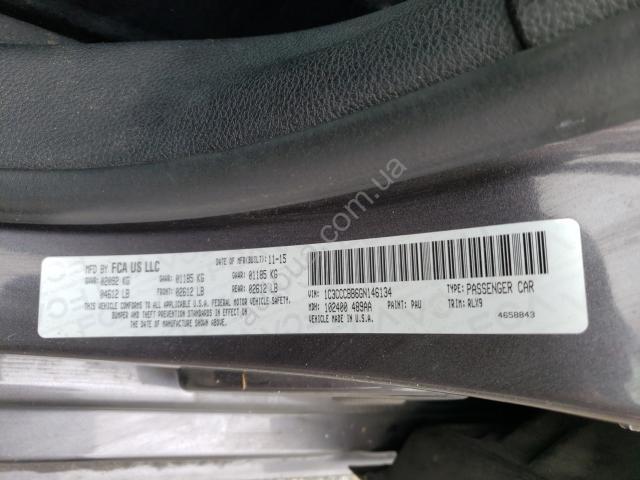 MFD BY FCA US LLC DATE OF MFR(BUILT): 11-15
GVWR: 02092 KG GAWR: 01185 KG GAWR: 01185 KG
04612 LB FRONT: 02612 LB REAR: 02612 LB
THIS VEHICLE CONFORMS TO ALL APPLICABLE U.S.A. FEDERAL MOTOR VEHICLE SAFETY,
BUMPER AND THEFT PREVENTION STANDARDS IN EFFECT ON
THE DATE OF MANUFACTURE SHOWN ABOVE.
VIN: 1C3CCCBB6GN146134 TYPE: PASSENGER CAR
MDH: 102400 489AA PAINT: PAU TRIM: RLX9
VEHICLE MADE IN U.S.A. 4658843